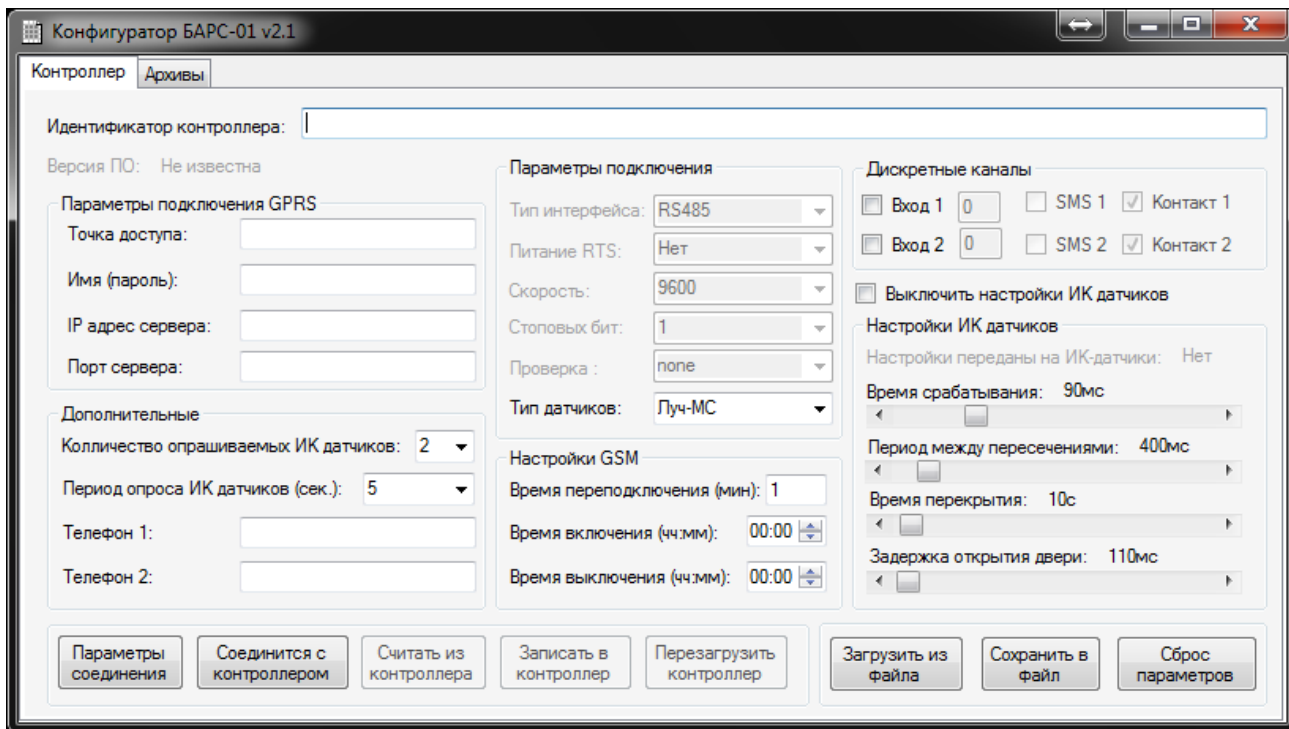 Конфигуратор БАРС-01 v2.1
Контроллер Архивы
Идентификатор контроллера:
Версия ПО: Не известна
Параметры подключения GPRS
Точка доступа:
Имя (пароль):
IP адрес сервера:
Порт сервера:
Дополнительные
Колличество опрашиваемых ИК датчиков: 2
Период опроса ИК датчиков (сек.): 5
Телефон 1:
Телефон 2:
Параметры подключения
Тип интерфейса: RS485
Питание RTS: Нет
Скорость: 9600
Стоповых бит: 1
Проверка : none
Тип датчиков: Луч-МС
Настройки GSM
Время переподключения (мин): 1
Время включения (чч:мм): 00:00
Время выключения (чч:мм): 00:00
Дискретные каналы
Вход 1 0 SMS 1 Контакт 1
Вход 2 0 SMS 2 Контакт 2
Выключить настройки ИК датчиков
Настройки ИК датчиков
Настройки переданы на ИК-датчики: Нет
Время срабатывания: 90мс
Период между пересечениями: 400мс
Время перекрытия: 10с
Задержка открытия двери: 110мс
Параметры соединения
Соединится с контроллером
Считать из контроллера
Записать в контроллер
Перезагрузить контроллер
Загрузить из файла
Сохранить в файл
Сброс параметров